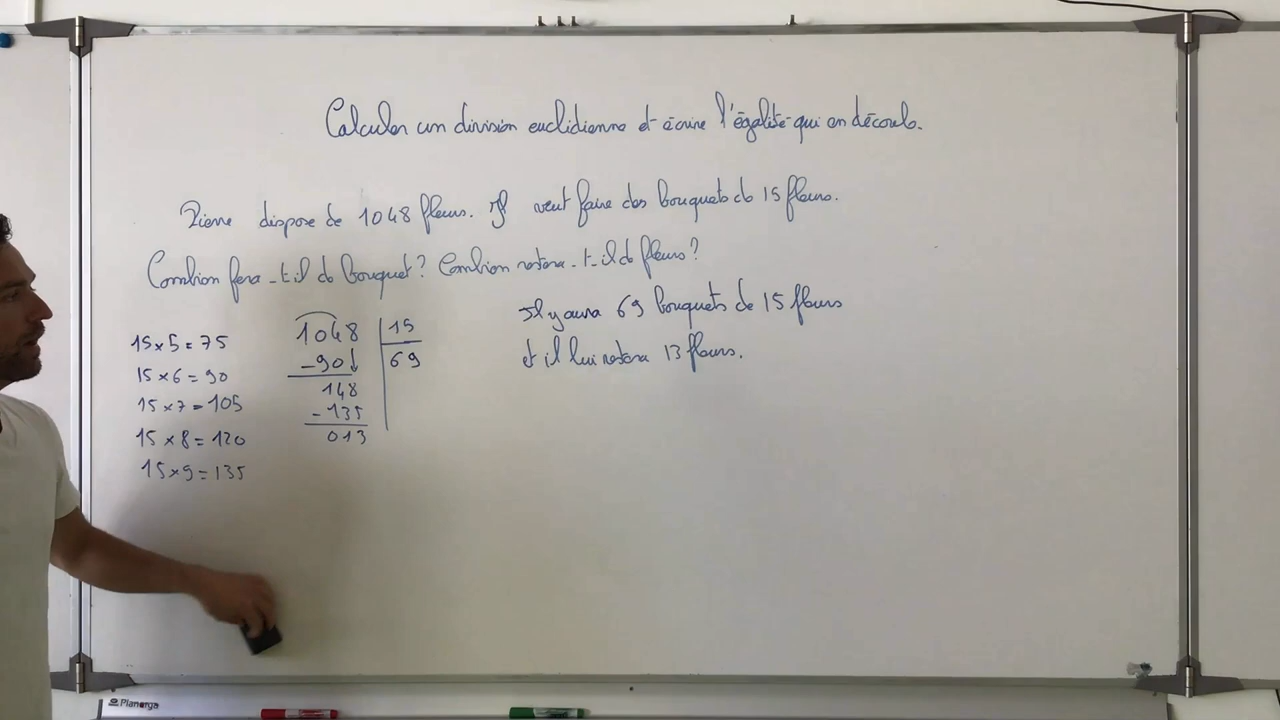 Calculer un division euclidienne et écrire l'égalité qui en découle.
Pierre dispose de 1048 fleurs. Il veut faire des bouquets de 15 fleurs.
Combien fera-t-il de bouquet? Combien restera-t-il de fleurs?
Il y aura 69 bouquets de 15 fleurs
et il lui restera 13 fleurs.
15 x 5 = 75
15 x 6 = 90
15 x 7 = 105
15 x 8 = 120
15 x 9 = 135
1048 15
- 90 ↓ 69
148
- 135
013
Planorga